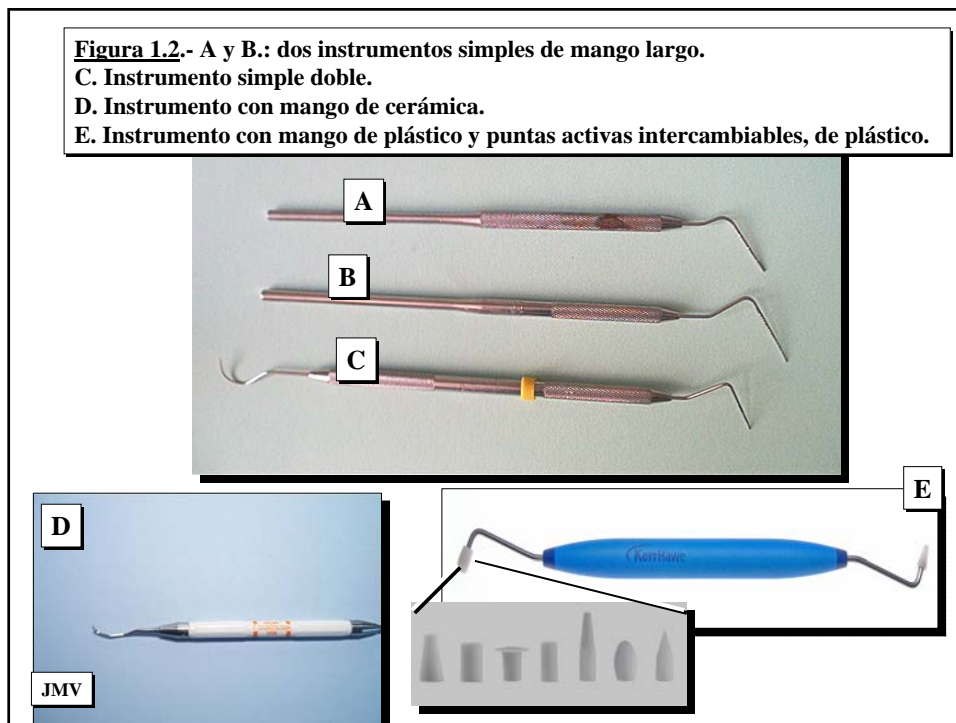 Figura 1.2.- A y B.: dos instrumentos simples de mango largo.
C. Instrumento simple doble.
D. Instrumento con mango de cerámica.
E. Instrumento con mango de plástico y puntas activas intercambiables, de plástico.
A
B
C
D
JMV
E
KerrHawe